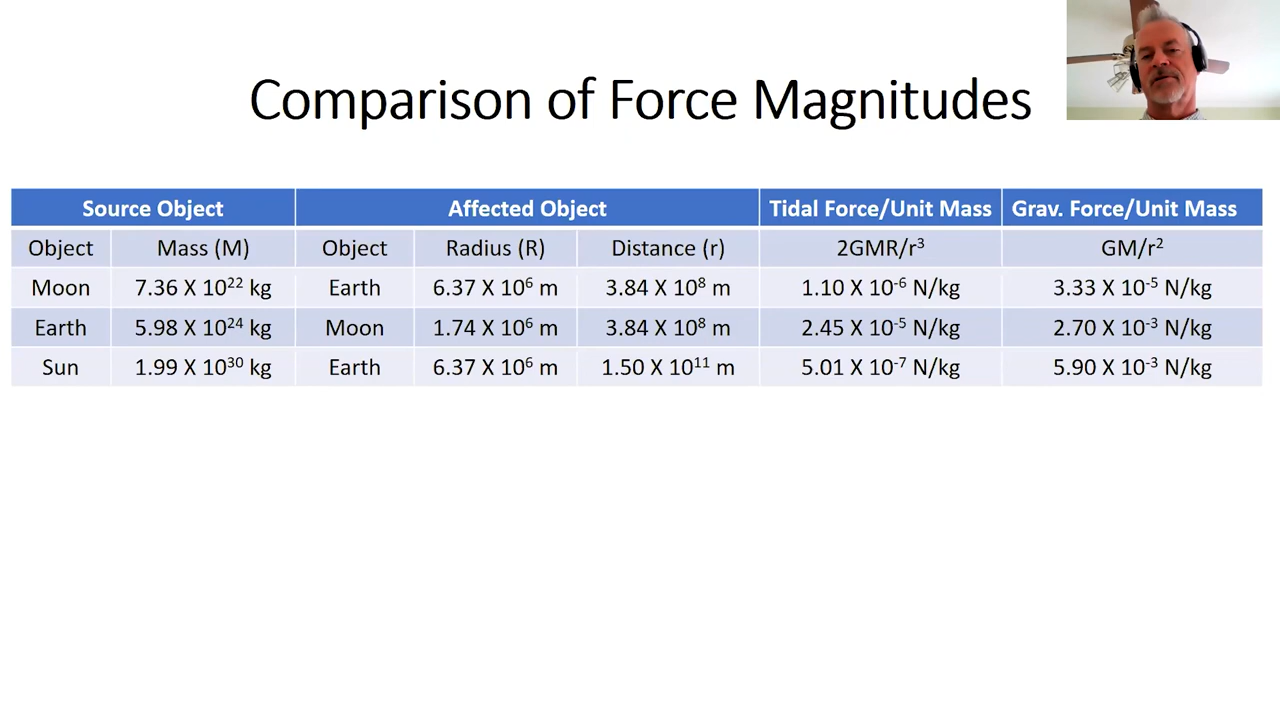 Comparison of Force Magnitudes
Source Object Affected Object Tidal Force/Unit Mass Grav. Force/Unit Mass
Object Mass (M) Object Radius (R) Distance (r) 2GMR/r³ GM/r²
Moon 7.36 X 10²² kg Earth 6.37 X 10⁶ m 3.84 X 10⁸ m 1.10 X 10⁻⁶ N/kg 3.33 X 10⁻⁵ N/kg
Earth 5.98 X 10²⁴ kg Moon 1.74 X 10⁶ m 3.84 X 10⁸ m 2.45 X 10⁻⁵ N/kg 2.70 X 10⁻³ N/kg
Sun 1.99 X 10³⁰ kg Earth 6.37 X 10⁶ m 1.50 X 10¹¹ m 5.01 X 10⁻⁷ N/kg 5.90 X 10⁻³ N/kg